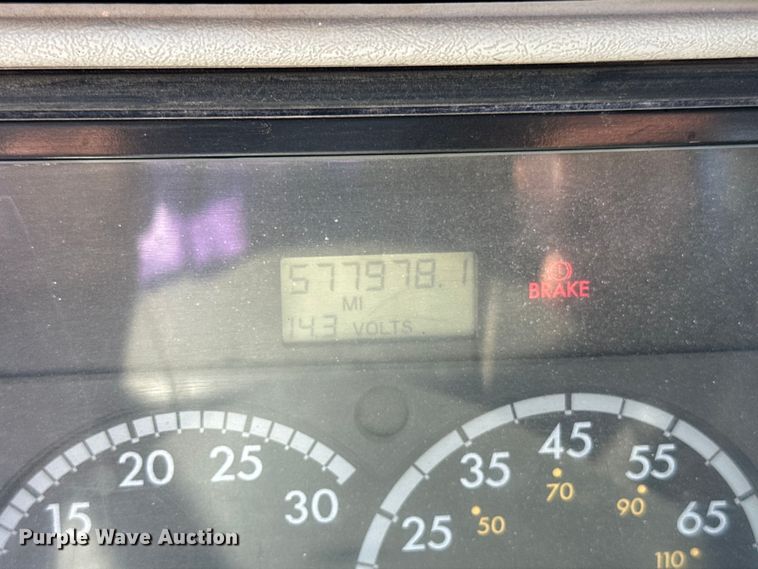 577978.1
MI
14.3 VOLTS
BRAKE
15 20 25 30
25 35 45 55 65
50 70 90 110
Purple Wave Auction